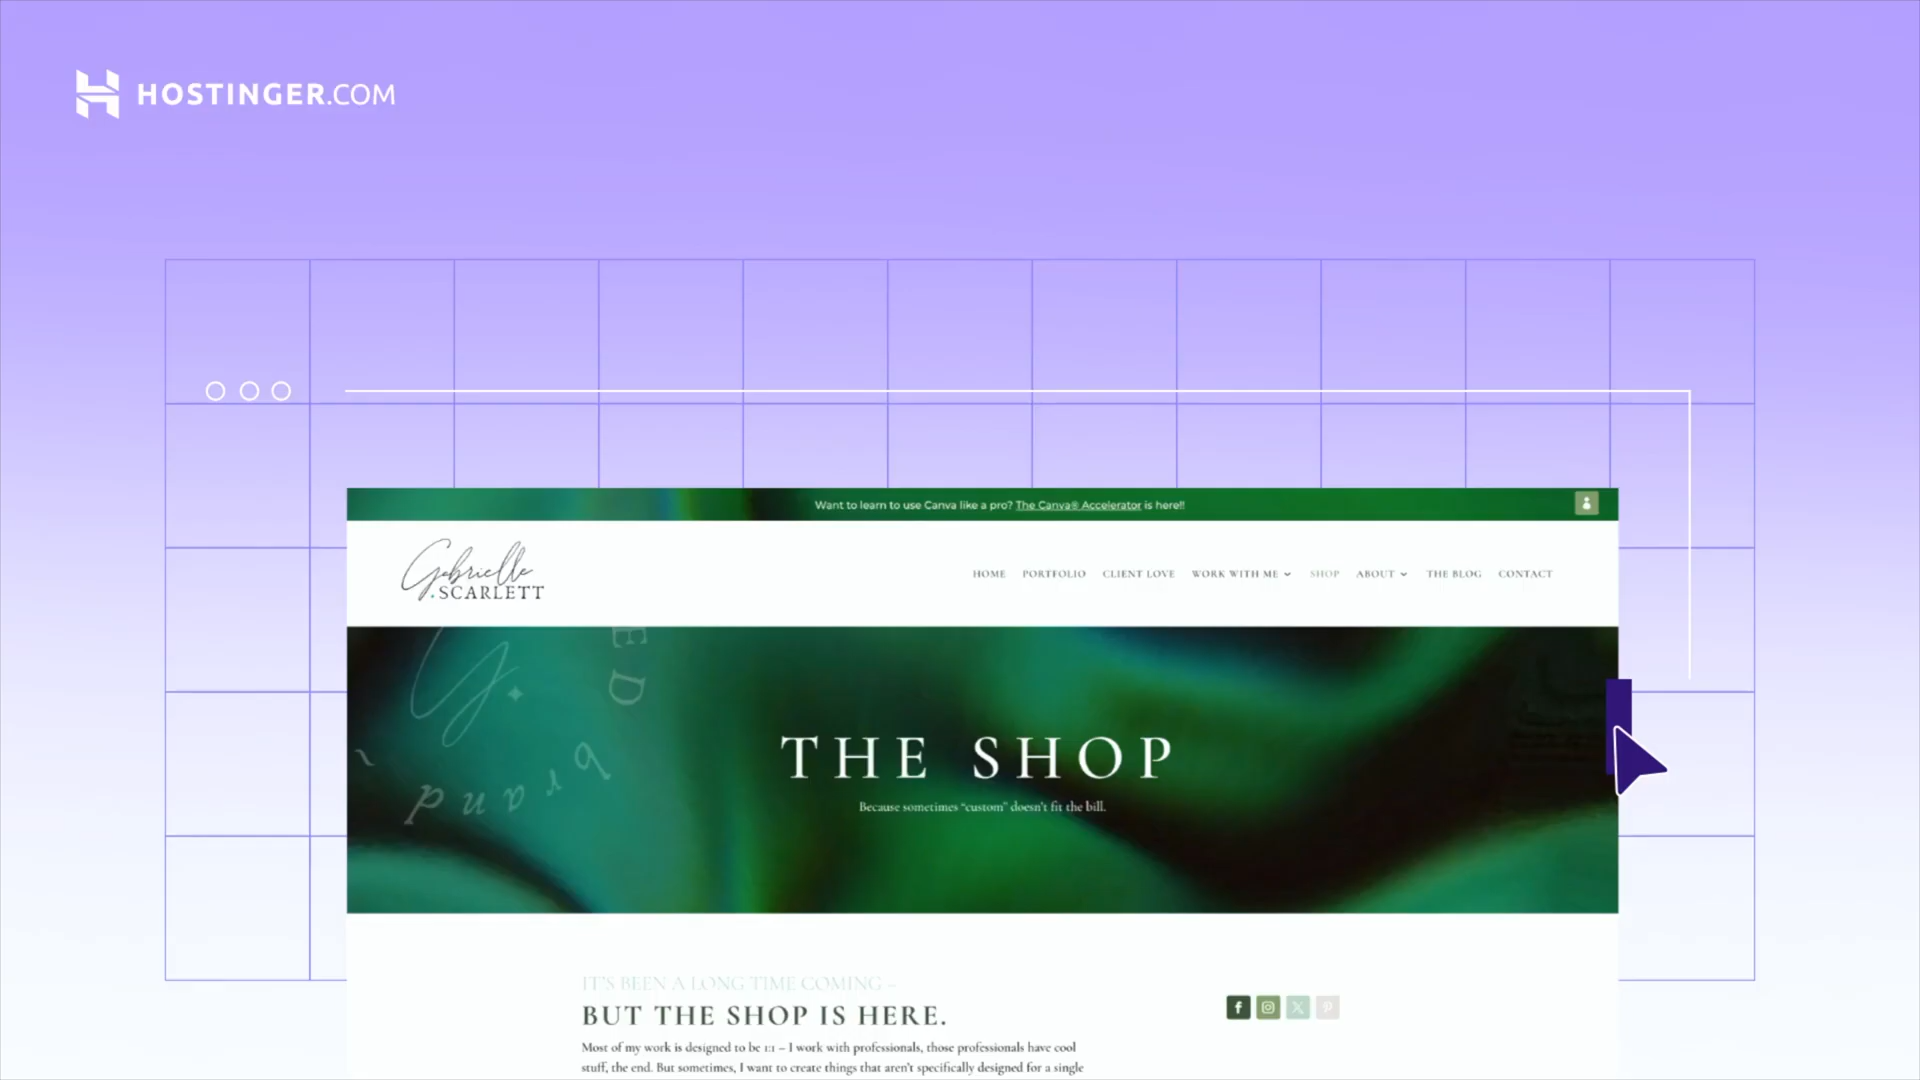 HOSTINGER.COM
Want to learn to use Canva like a pro? The Canva® Accelerator is here!!
Gabrielle
.SCARLETT
HOME PORTFOLIO CLIENT LOVE WORK WITH ME SHOP ABOUT THE BLOG CONTACT
ED
brand
THE SHOP
Because sometimes “custom” doesn't fit the bill.
IT'S BEEN A LONG TIME COMING –
BUT THE SHOP IS HERE.
Most of my work is designed to be 1:1 – I work with professionals, those professionals have cool
stuff, the end. But sometimes, I want to create things that aren't specifically designed for a single